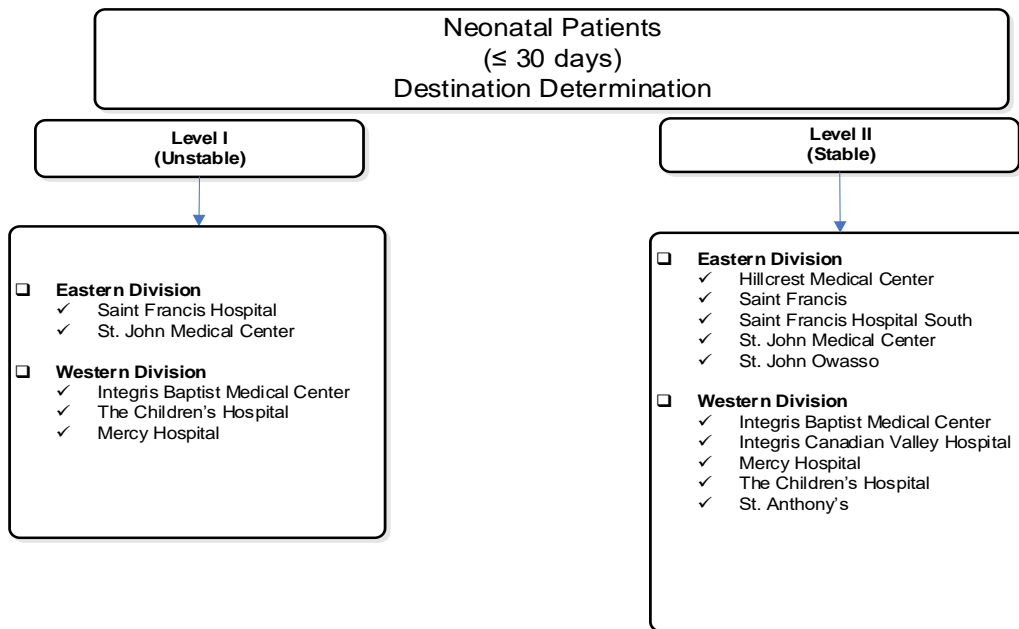 Neonatal Patients
(≤ 30 days)
Destination Determination
Level I
(Unstable)
❑ Eastern Division
✓ Saint Francis Hospital
✓ St. John Medical Center
❑ Western Division
✓ Integris Baptist Medical Center
✓ The Children’s Hospital
✓ Mercy Hospital
Level II
(Stable)
❑ Eastern Division
✓ Hillcrest Medical Center
✓ Saint Francis
✓ Saint Francis Hospital South
✓ St. John Medical Center
✓ St. John Owasso
❑ Western Division
✓ Integris Baptist Medical Center
✓ Integris Canadian Valley Hospital
✓ Mercy Hospital
✓ The Children’s Hospital
✓ St. Anthony’s